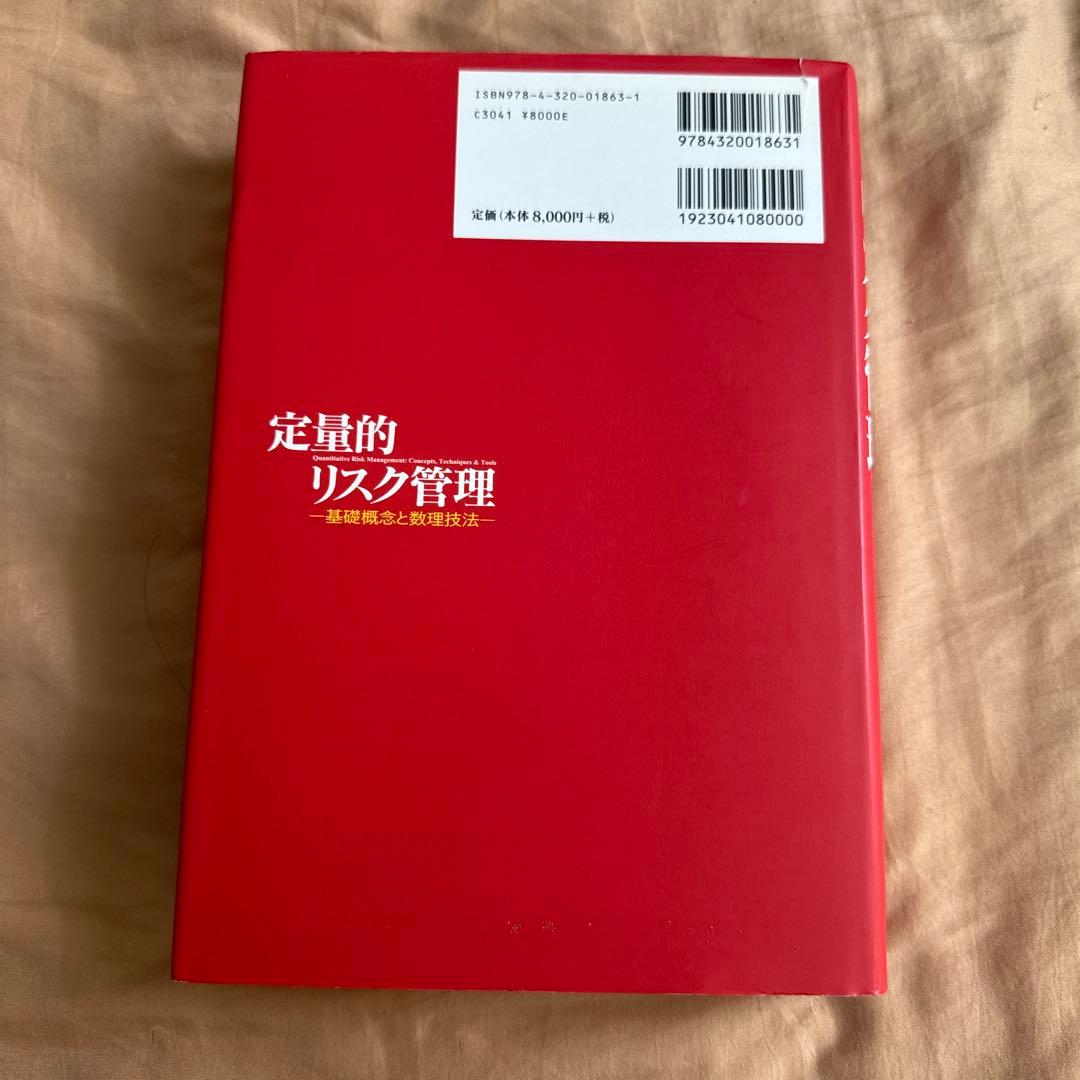 ISBN978-4-320-01863-1
C3041 ¥8000E
9784320018631
定価（本体 8,000円＋税）
1923041080000
定量的
Quantitative Risk Management: Concepts, Techniques & Tools
リスク管理
―基礎概念と数理技法―